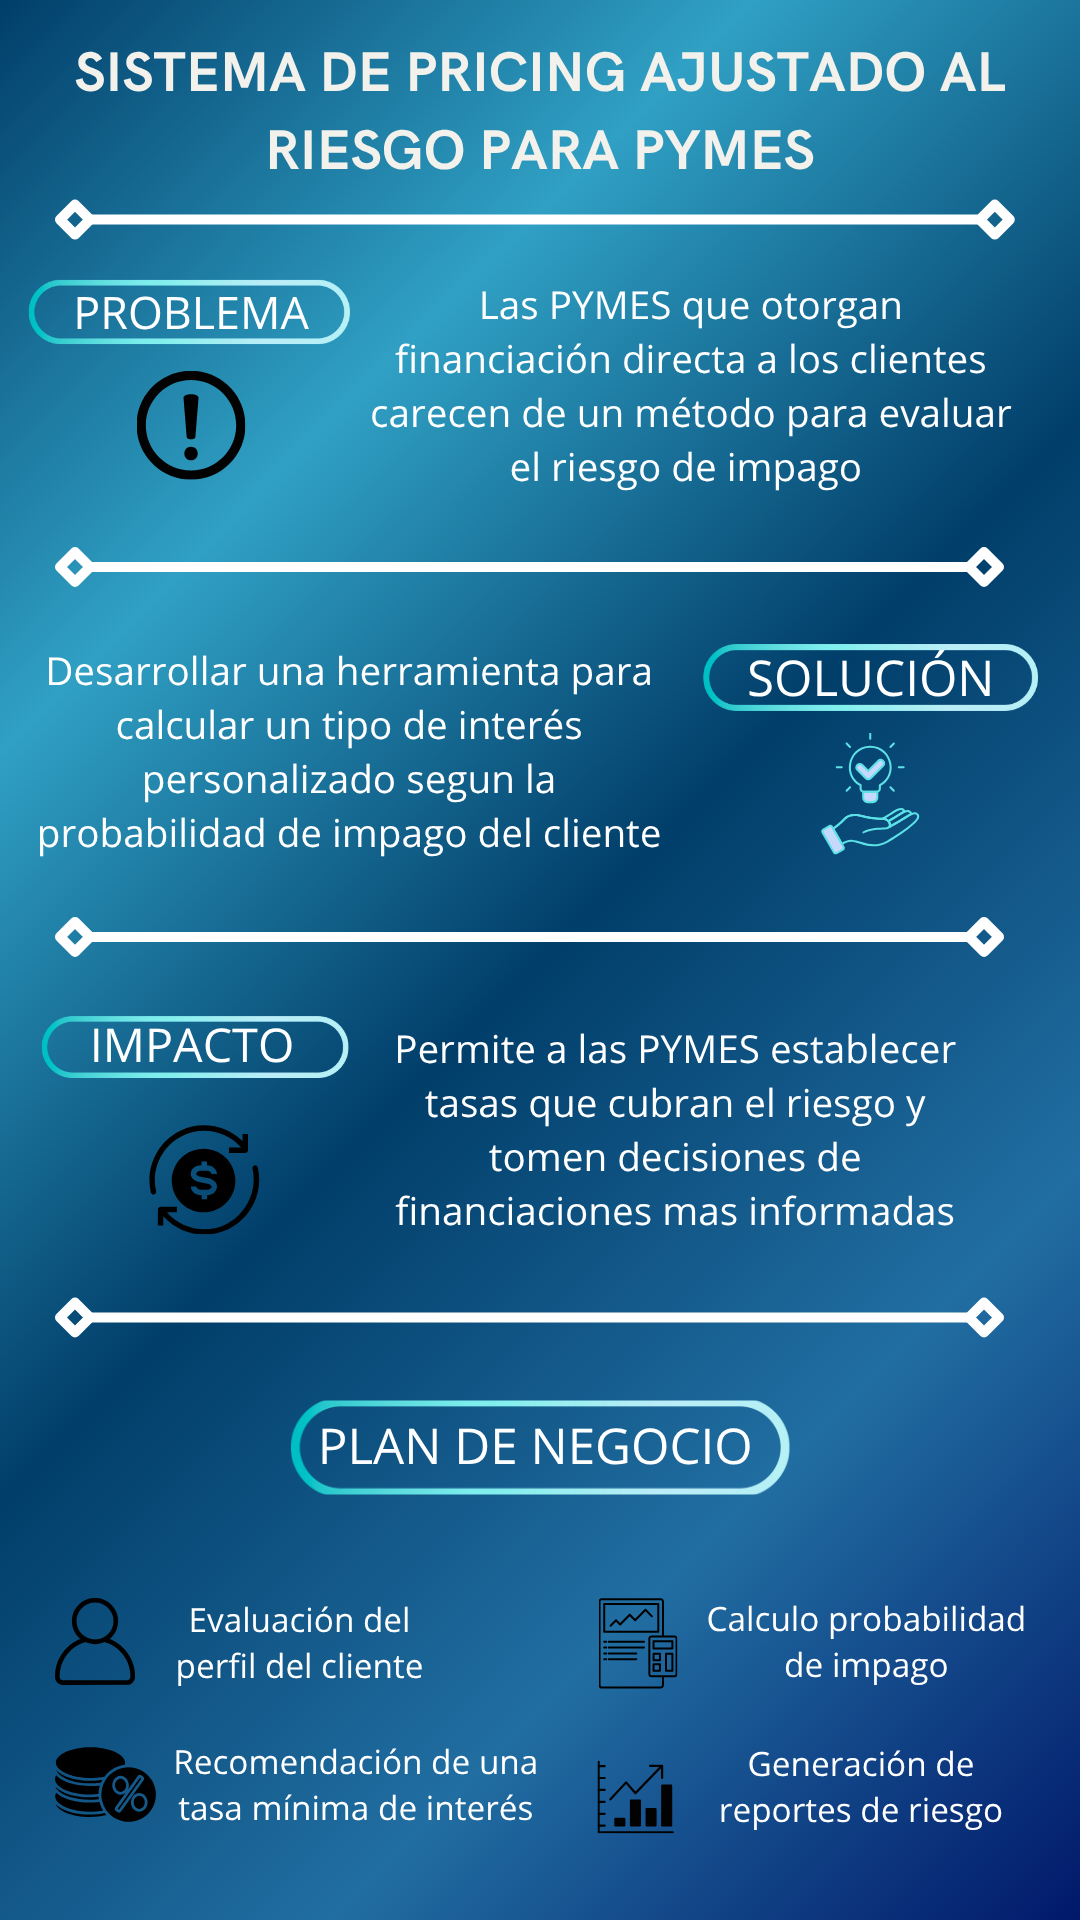 SISTEMA DE PRICING AJUSTADO AL
RIESGO PARA PYMES
PROBLEMA
Las PYMES que otorgan
financiación directa a los clientes
carecen de un método para evaluar
el riesgo de impago
Desarrollar una herramienta para
calcular un tipo de interés
personalizado segun la
probabilidad de impago del cliente
SOLUCIÓN
IMPACTO
$
Permite a las PYMES establecer
tasas que cubran el riesgo y
tomen decisiones de
financiaciones mas informadas
PLAN DE NEGOCIO
Evaluación del
perfil del cliente
Calculo probabilidad
de impago
%
Recomendación de una
tasa mínima de interés
Generación de
reportes de riesgo